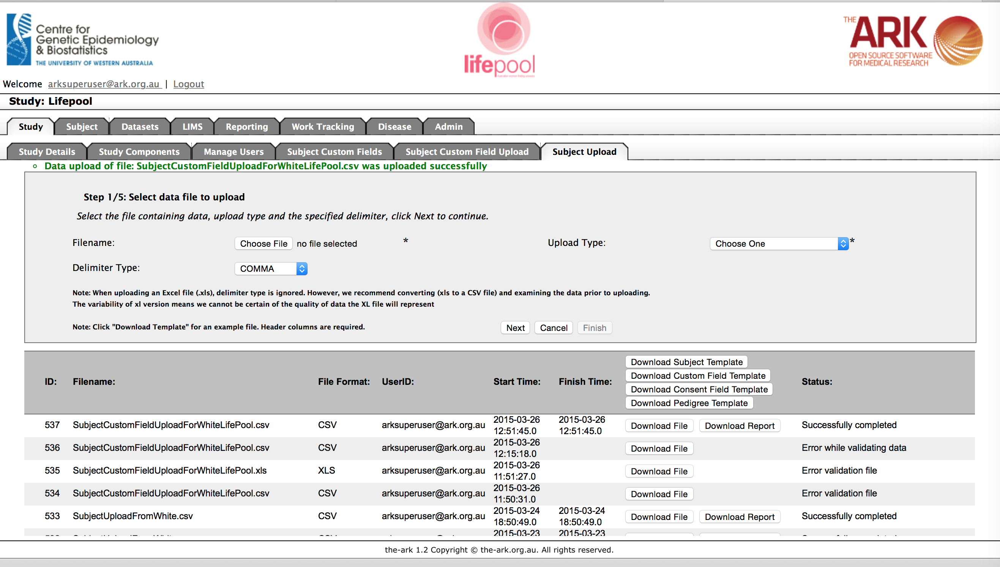 Centre for
Genetic Epidemiology
& Biostatistics
THE UNIVERSITY OF WESTERN AUSTRALIA
lifepool
THE ARK
OPEN SOURCE SOFTWARE
FOR MEDICAL RESEARCH
Welcome arksuperuser@ark.org.au | Logout
Study: Lifepool
Study Subject Datasets LIMS Reporting Work Tracking Disease Admin
Study Details Study Components Manage Users Subject Custom Fields Subject Custom Field Upload Subject Upload
Data upload of file: SubjectCustomFieldUploadForWhiteLifePool.csv was uploaded successfully
Step 1/5: Select data file to upload
Select the file containing data, upload type and the specified delimiter, click Next to continue.
Filename: Choose File no file selected * Upload Type: Choose One *
Delimiter Type: COMMA
Note: When uploading an Excel file (.xls), delimiter type is ignored. However, we recommend converting (xls to a CSV file) and examining the data prior to uploading.
The variability of xl version means we cannot be certain of the quality of data the XL file will represent
Note: Click "Download Template" for an example file. Header columns are required. Next Cancel Finish
Download Subject Template
Download Custom Field Template
ID: Filename: File Format: UserID: Start Time: Finish Time: Status:
Download Consent Field Template
Download Pedigree Template
537 SubjectCustomFieldUploadForWhiteLifePool.csv CSV arksuperuser@ark.org.au 2015-03-26 12:51:45.0 2015-03-26 12:51:45.0 Download File Download Report Successfully completed
536 SubjectCustomFieldUploadForWhiteLifePool.csv CSV arksuperuser@ark.org.au 2015-03-26 12:15:18.0 Download File Error while validating data
535 SubjectCustomFieldUploadForWhiteLifePool.xls XLS arksuperuser@ark.org.au 2015-03-26 11:51:27.0 Download File Error validation file
534 SubjectCustomFieldUploadForWhiteLifePool.csv CSV arksuperuser@ark.org.au 2015-03-26 11:50:31.0 Download File Error validation file
533 SubjectUploadFromWhite.csv CSV arksuperuser@ark.org.au 2015-03-24 18:50:49.0 2015-03-24 18:50:49.0 Download File Download Report Successfully completed
2015-03-23 2015-03-23
the-ark 1.2 Copyright © the-ark.org.au. All rights reserved.